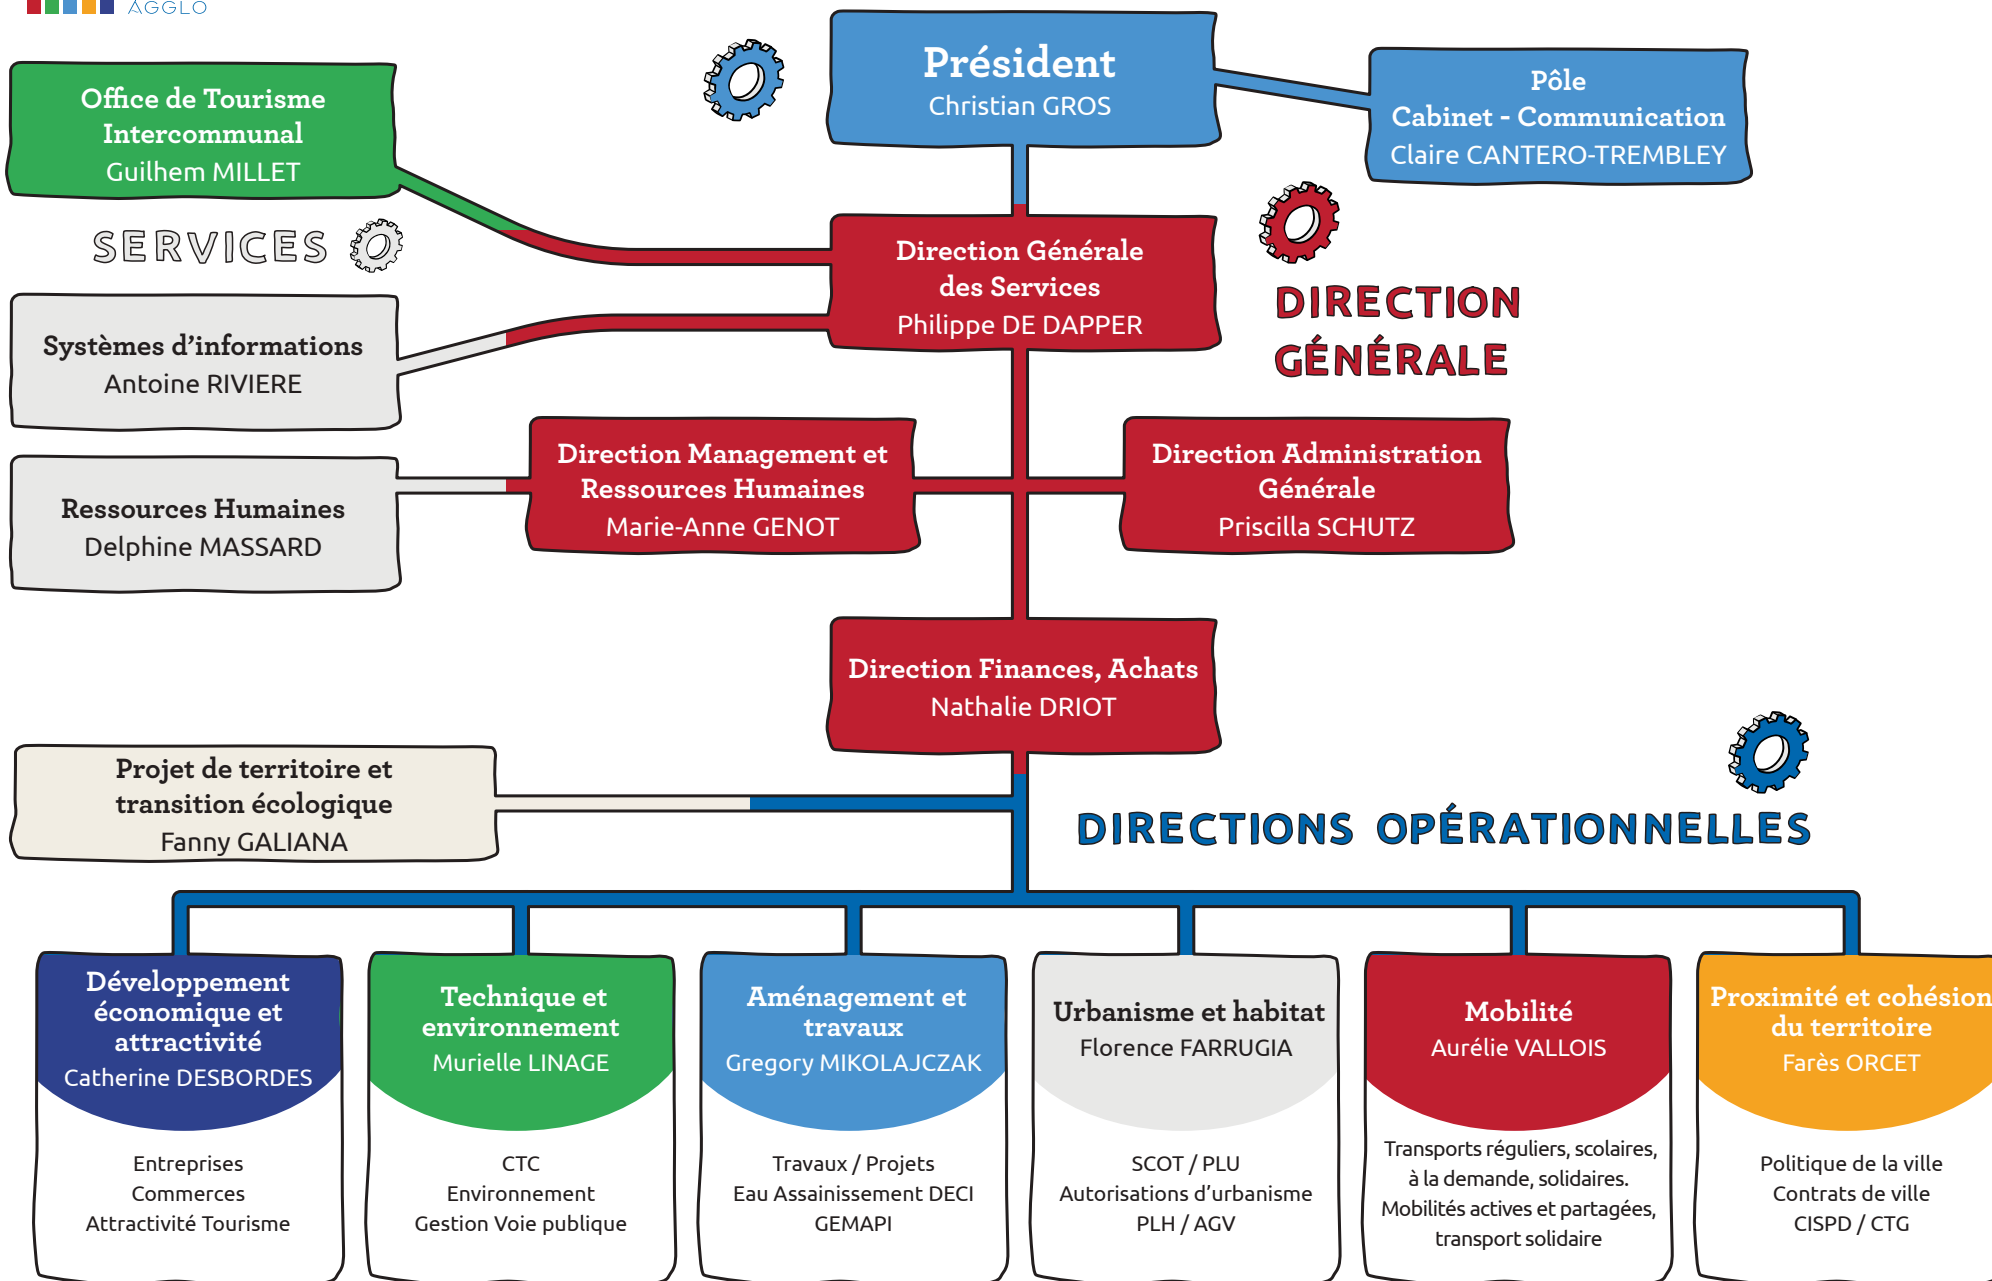 AGGLO
Président
Christian GROS
Pôle
Cabinet - Communication
Claire CANTERO-TREMBLEY
Office de Tourisme
Intercommunal
Guilhem MILLET
SERVICES
Direction Générale
des Services
Philippe DE DAPPER
DIRECTION
GÉNÉRALE
Systèmes d'informations
Antoine RIVIERE
Direction Management et
Ressources Humaines
Marie-Anne GENOT
Direction Administration
Générale
Priscilla SCHUTZ
Ressources Humaines
Delphine MASSARD
Direction Finances, Achats
Nathalie DRIOT
Projet de territoire et
transition écologique
Fanny GALIANA
DIRECTIONS OPÉRATIONNELLES
Développement
économique et
attractivité
Catherine DESBORDES
Entreprises
Commerces
Attractivité Tourisme
Technique et
environnement
Murielle LINAGE
CTC
Environnement
Gestion Voie publique
Aménagement et
travaux
Gregory MIKOLAJCZAK
Travaux / Projets
Eau Assainissement DECI
GEMAPI
Urbanisme et habitat
Florence FARRUGIA
SCOT / PLU
Autorisations d'urbanisme
PLH / AGV
Mobilité
Aurélie VALLOIS
Transports réguliers, scolaires,
à la demande, solidaires.
Mobilités actives et partagées,
transport solidaire
Proximité et cohésion
du territoire
Farès ORCET
Politique de la ville
Contrats de ville
CISPD / CTG